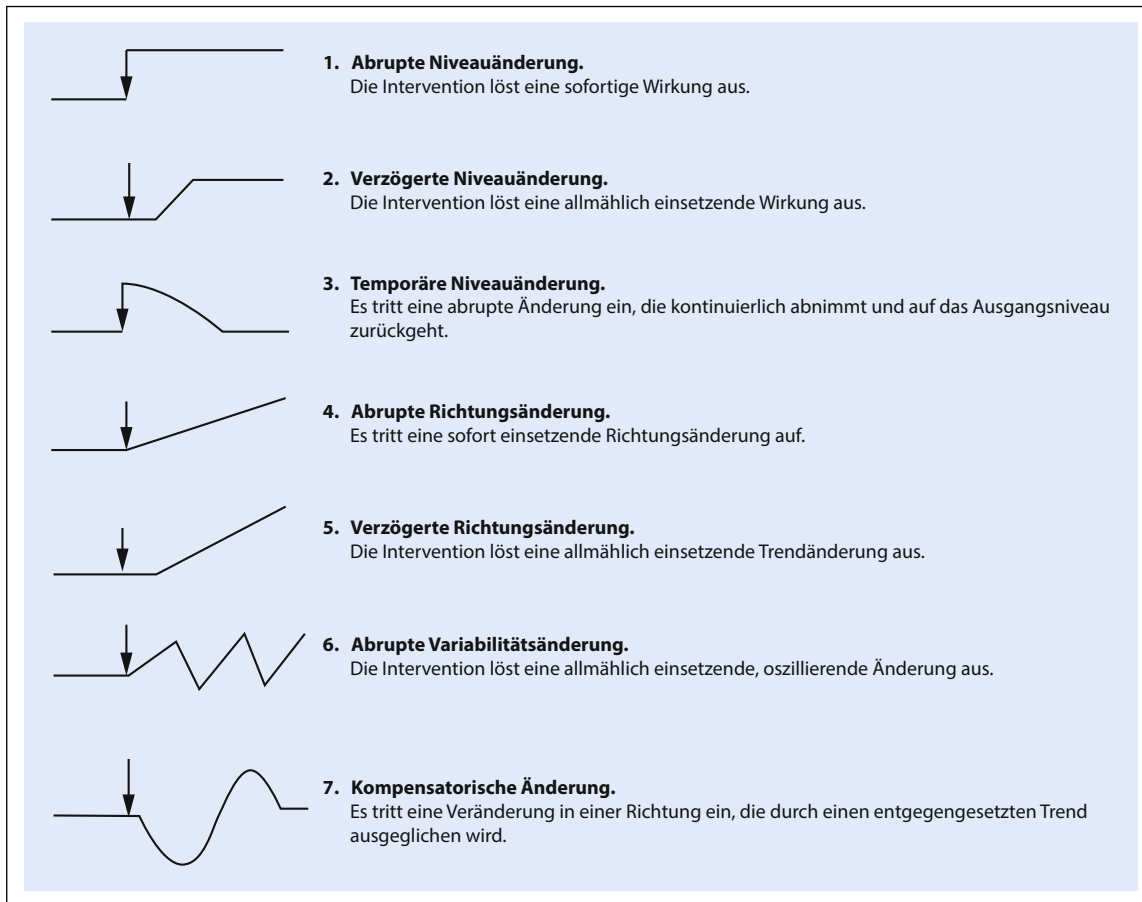 1. Abrupte Niveauänderung.
Die Intervention löst eine sofortige Wirkung aus.
2. Verzögerte Niveauänderung.
Die Intervention löst eine allmählich einsetzende Wirkung aus.
3. Temporäre Niveauänderung.
Es tritt eine abrupte Änderung ein, die kontinuierlich abnimmt und auf das Ausgangsniveau
zurückgeht.
4. Abrupte Richtungsänderung.
Es tritt eine sofort einsetzende Richtungsänderung auf.
5. Verzögerte Richtungsänderung.
Die Intervention löst eine allmählich einsetzende Trendänderung aus.
6. Abrupte Variabilitätsänderung.
Die Intervention löst eine allmählich einsetzende, oszillierende Änderung aus.
7. Kompensatorische Änderung.
Es tritt eine Veränderung in einer Richtung ein, die durch einen entgegengesetzten Trend
ausgeglichen wird.